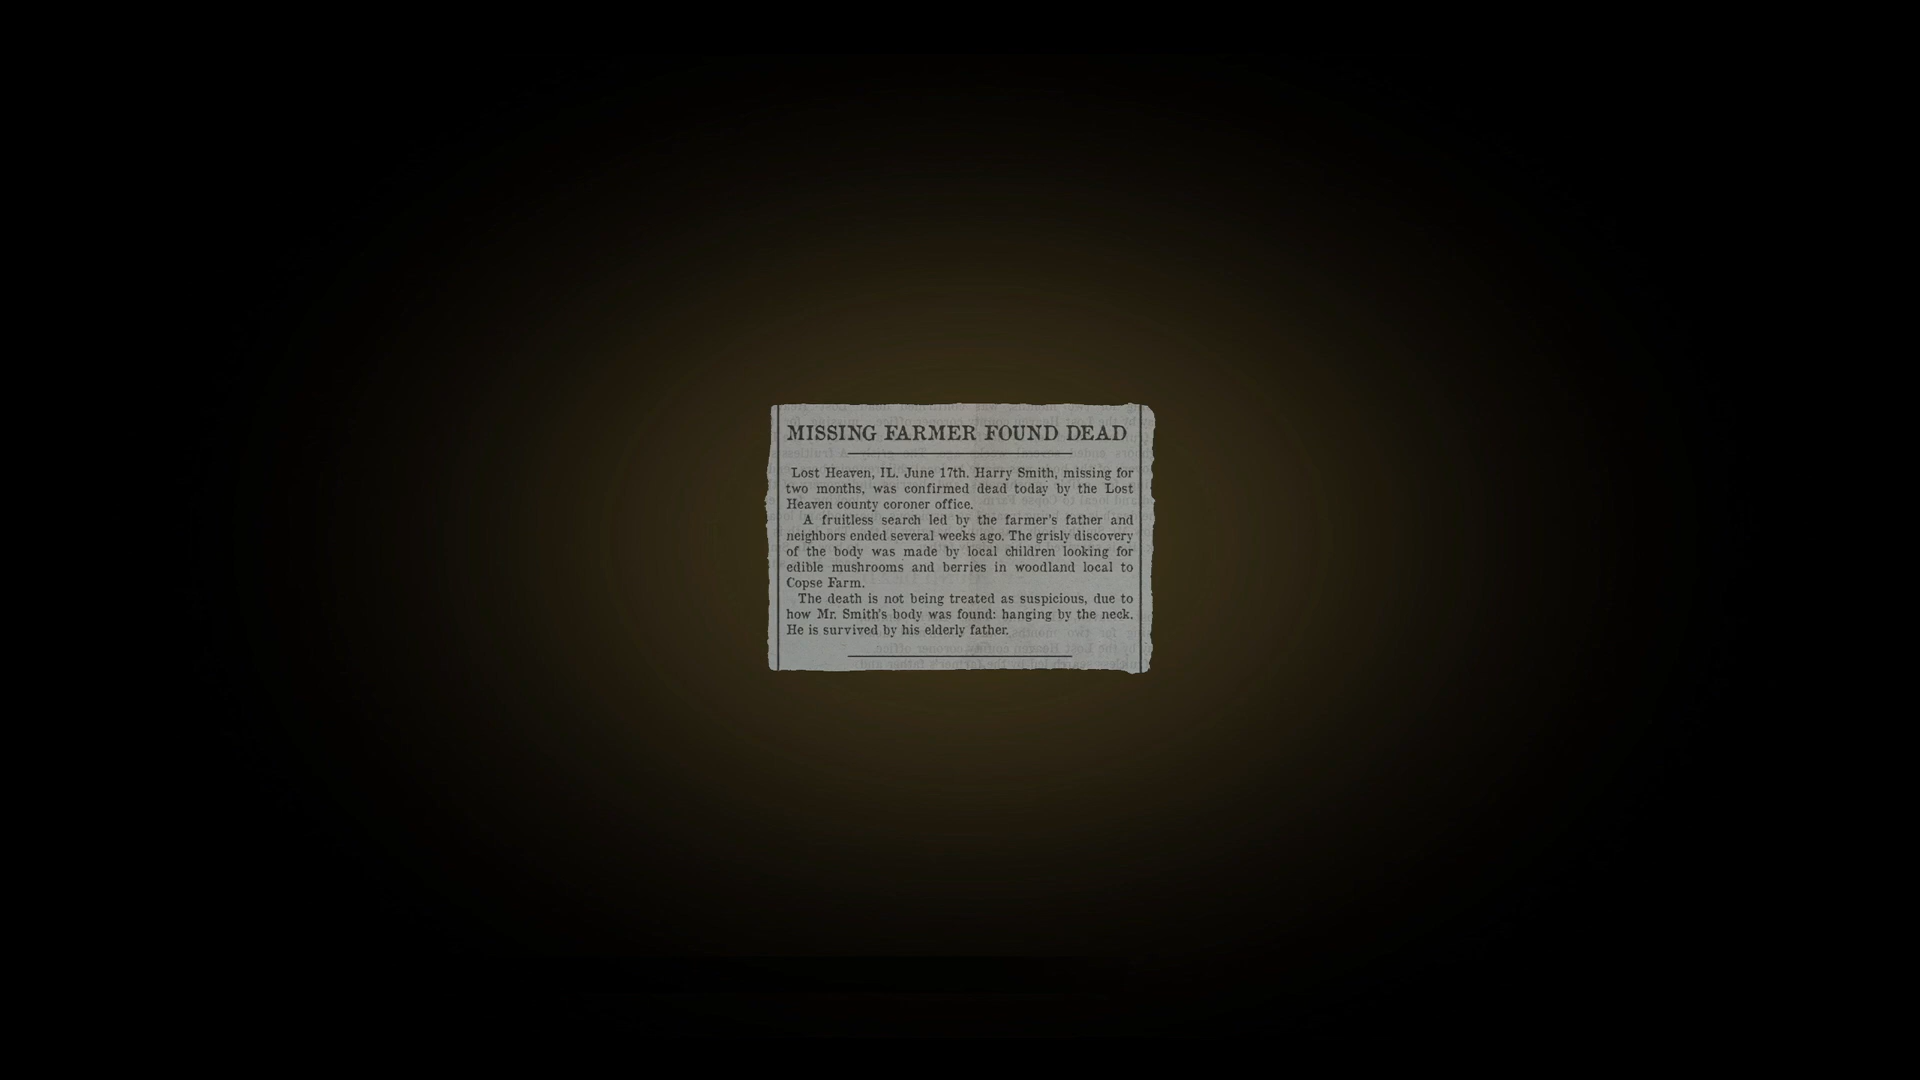 MISSING FARMER FOUND DEAD
Lost Heaven, IL. June 17th. Harry Smith, missing for
two months, was confirmed dead today by the Lost
Heaven county coroner office.
A fruitless search led by the farmer's father and
neighbors ended several weeks ago. The grisly discovery
of the body was made by local children looking for
edible mushrooms and berries in woodland local to
Copse Farm.
The death is not being treated as suspicious, due to
how Mr. Smith's body was found: hanging by the neck.
He is survived by his elderly father.